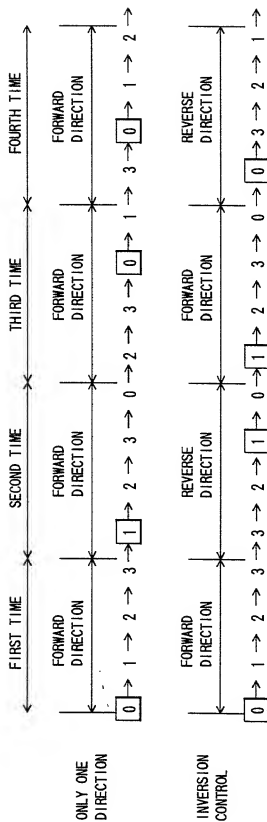 FIRST TIME SECOND TIME THIRD TIME FOURTH TIME
FORWARD FORWARD FORWARD FORWARD
DIRECTION DIRECTION DIRECTION DIRECTION
ONLY ONE
DIRECTION
0 → 1 → 2 → 3 → 1 → 2 → 3 → 0 → 2 → 3 → 0 → 1 → 3 → 0 → 1 → 2 →
FORWARD REVERSE FORWARD REVERSE
DIRECTION DIRECTION DIRECTION DIRECTION
INVERSION
CONTROL
0 → 1 → 2 → 3 → 3 → 2 → 1 → 0 → 1 → 2 → 3 → 0 → 0 → 3 → 2 → 1 →